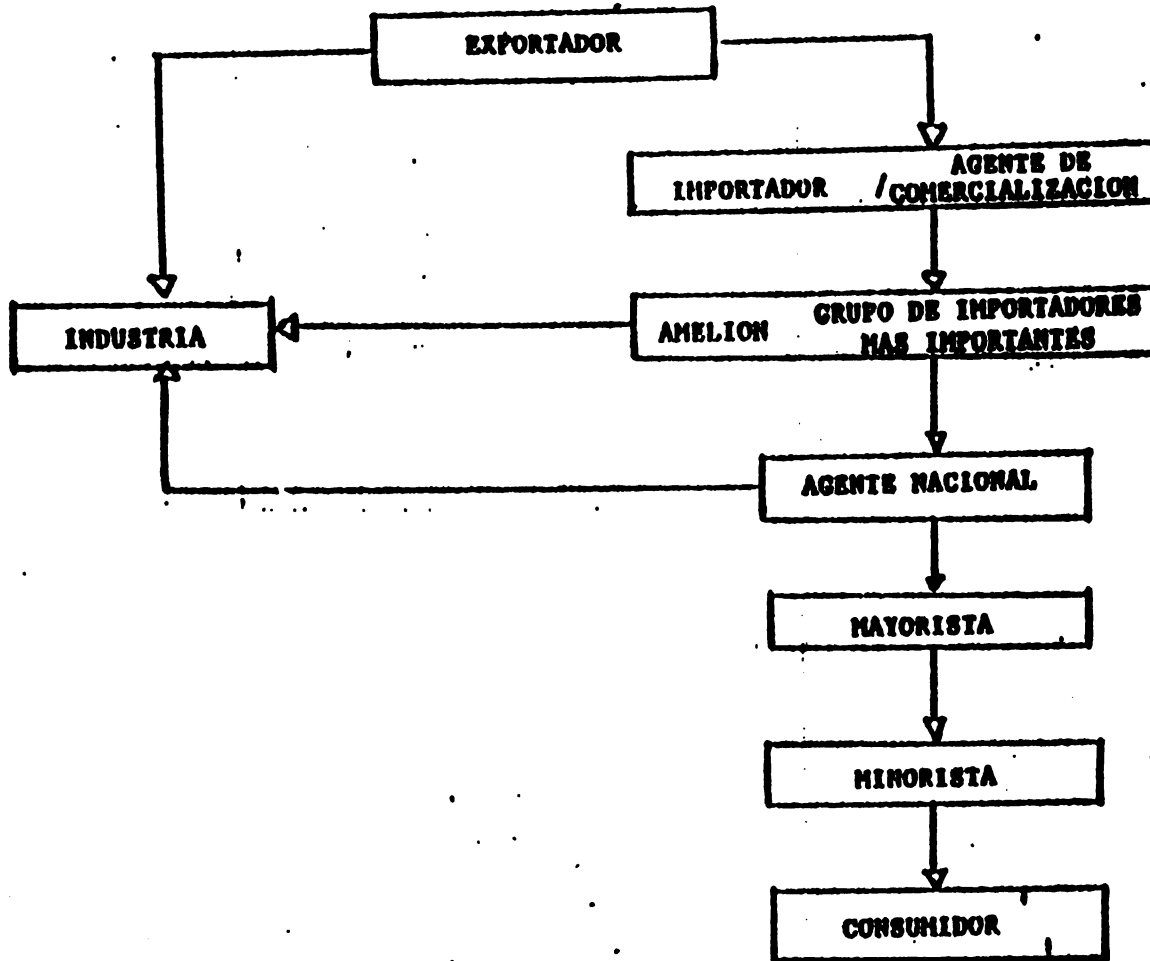 EXPORTADOR
IMPORTADOR / AGENTE DE
COMERCIALIZACION
INDUSTRIA
AMELION GRUPO DE IMPORTADORES
MAS IMPORTANTES
AGENTE NACIONAL
MAYORISTA
MINORISTA
CONSUMIDOR